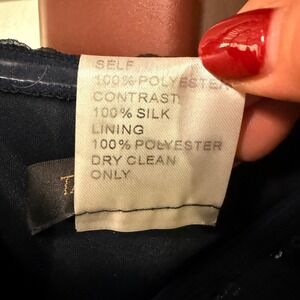 SELF
100% POLYESTER
CONTRAST:
100% SILK
LINING
100% POLYESTER
DRY CLEAN
ONLY